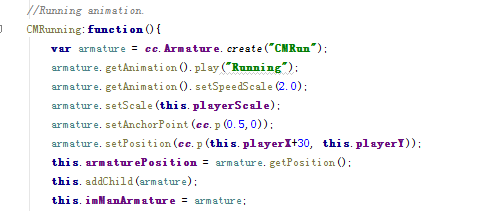 //Running animation.
CMRunning:function(){
var armature = cc.Armature.create("CMRun");
armature.getAnimation().play("Running");
armature.getAnimation().setSpeedScale(2.0);
armature.setScale(this.playerScale);
armature.setAnchorPoint(cc.p(0.5,0));
armature.setPosition(cc.p(this.playerX+30, this.playerY));
this.armaturePosition = armature.getPosition();
this.addChild(armature);
this.imManArmature = armature;